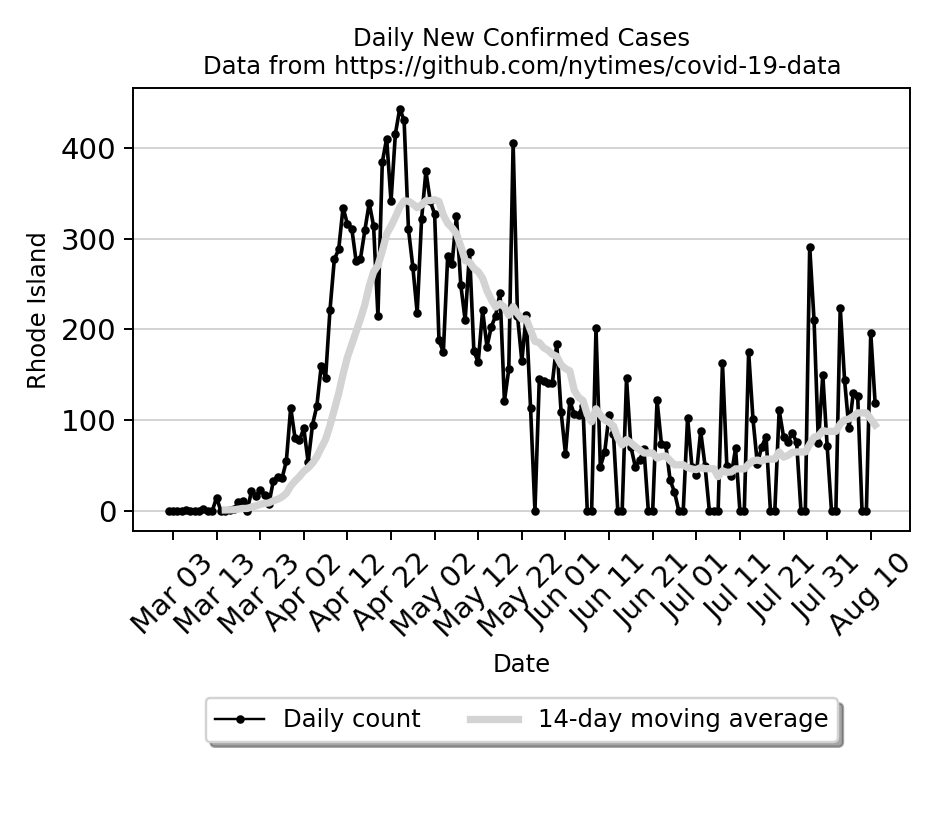 Daily New Confirmed Cases
Data from https://github.com/nytimes/covid-19-data
Rhode Island
400
300
200
100
0
Mar 03
Mar 13
Mar 23
Apr 02
Apr 12
Apr 22
May 02
May 12
May 22
Jun 01
Jun 11
Jun 21
Jul 01
Jul 11
Jul 21
Jul 31
Aug 10
Date
Daily count
14-day moving average